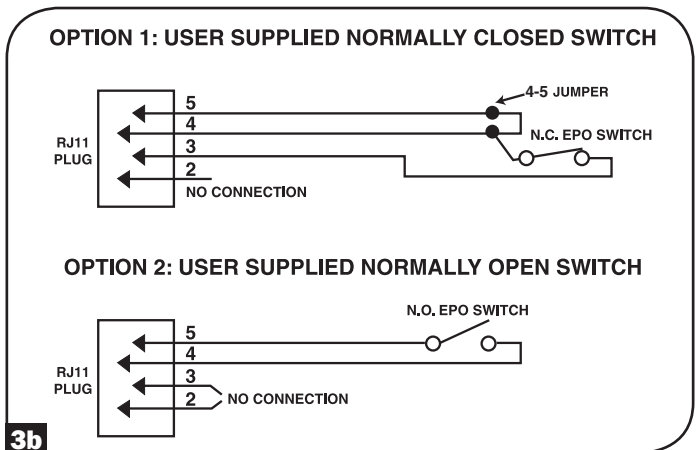 OPTION 1: USER SUPPLIED NORMALLY CLOSED SWITCH
4-5 JUMPER
5
4
N.C. EPO SWITCH
RJ11
PLUG
3
2
NO CONNECTION
OPTION 2: USER SUPPLIED NORMALLY OPEN SWITCH
N.O. EPO SWITCH
5
4
RJ11
PLUG
3
2
NO CONNECTION
3b